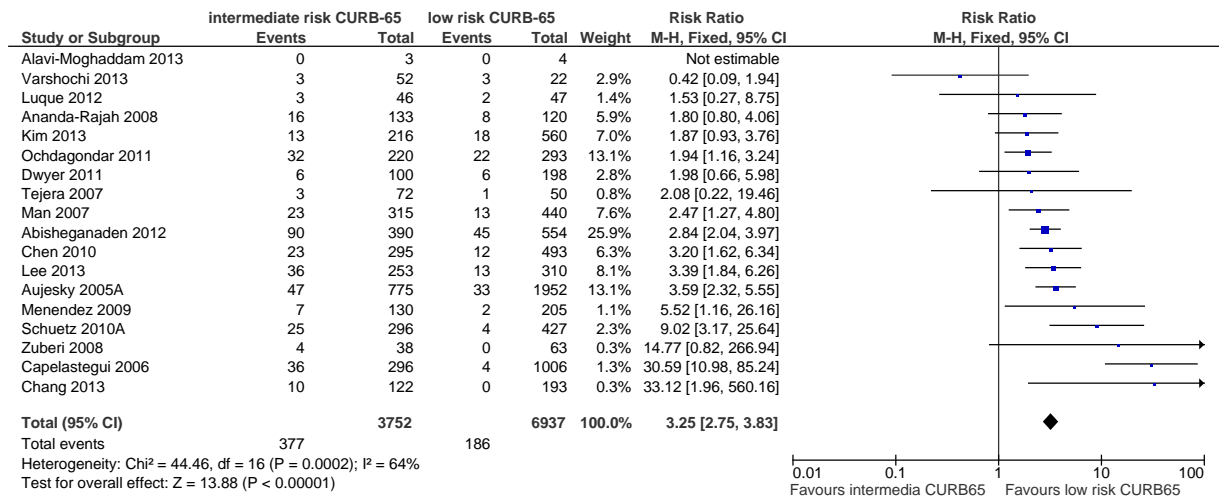 intermediate risk CURB-65 low risk CURB-65 Risk Ratio Risk Ratio
Study or Subgroup Events Total Events Total Weight M-H, Fixed, 95% CI M-H, Fixed, 95% CI
Alavi-Moghaddam 2013 0 3 0 4 Not estimable
Varshochi 2013 3 52 3 22 2.9% 0.42 [0.09, 1.94]
Luque 2012 3 46 2 47 1.4% 1.53 [0.27, 8.75]
Ananda-Rajah 2008 16 133 8 120 5.9% 1.80 [0.80, 4.06]
Kim 2013 13 216 18 560 7.0% 1.87 [0.93, 3.76]
Ochdagondar 2011 32 220 22 293 13.1% 1.94 [1.16, 3.24]
Dwyer 2011 6 100 6 198 2.8% 1.98 [0.66, 5.98]
Tejera 2007 3 72 1 50 0.8% 2.08 [0.22, 19.46]
Man 2007 23 315 13 440 7.6% 2.47 [1.27, 4.80]
Abisheganaden 2012 90 390 45 554 25.9% 2.84 [2.04, 3.97]
Chen 2010 23 295 12 493 6.2% 3.20 [1.62, 6.34]
Lee 2013 36 253 13 310 8.1% 3.39 [1.84, 6.26]
Aujesky 2005A 47 775 33 1952 13.1% 3.59 [2.32, 5.55]
Menendez 2009 7 130 2 205 1.1% 5.52 [1.16, 26.16]
Schuetz 2010A 25 296 4 427 2.3% 9.02 [3.17, 25.64]
Zuberi 2008 4 38 0 63 0.3% 14.77 [0.82, 266.94]
Capelastegui 2006 36 296 4 1006 1.3% 30.59 [10.98, 85.24]
Chang 2013 10 122 0 193 0.3% 33.12 [1.96, 560.16]
Total (95% CI) 3752 6937 100.0% 3.25 [2.75, 3.83]
Total events 377 186
Heterogeneity: Chi² = 44.46, df = 16 (P = 0.0002); I² = 64%
Test for overall effect: Z = 13.88 (P < 0.00001)
0.01 0.1 1 10 100
Favours intermedia CURB65 Favours low risk CURB65